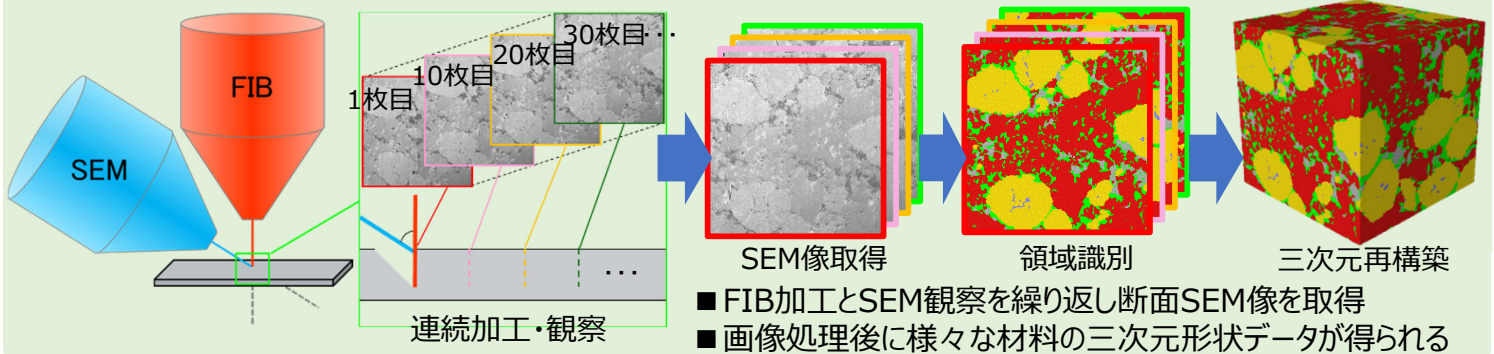 FIB
SEM
1枚目
10枚目
20枚目
30枚目…
…
連続加工・観察
SEM像取得
領域識別
三次元再構築
■ FIB加工とSEM観察を繰り返し断面SEM像を取得
■ 画像処理後に様々な材料の三次元形状データが得られる